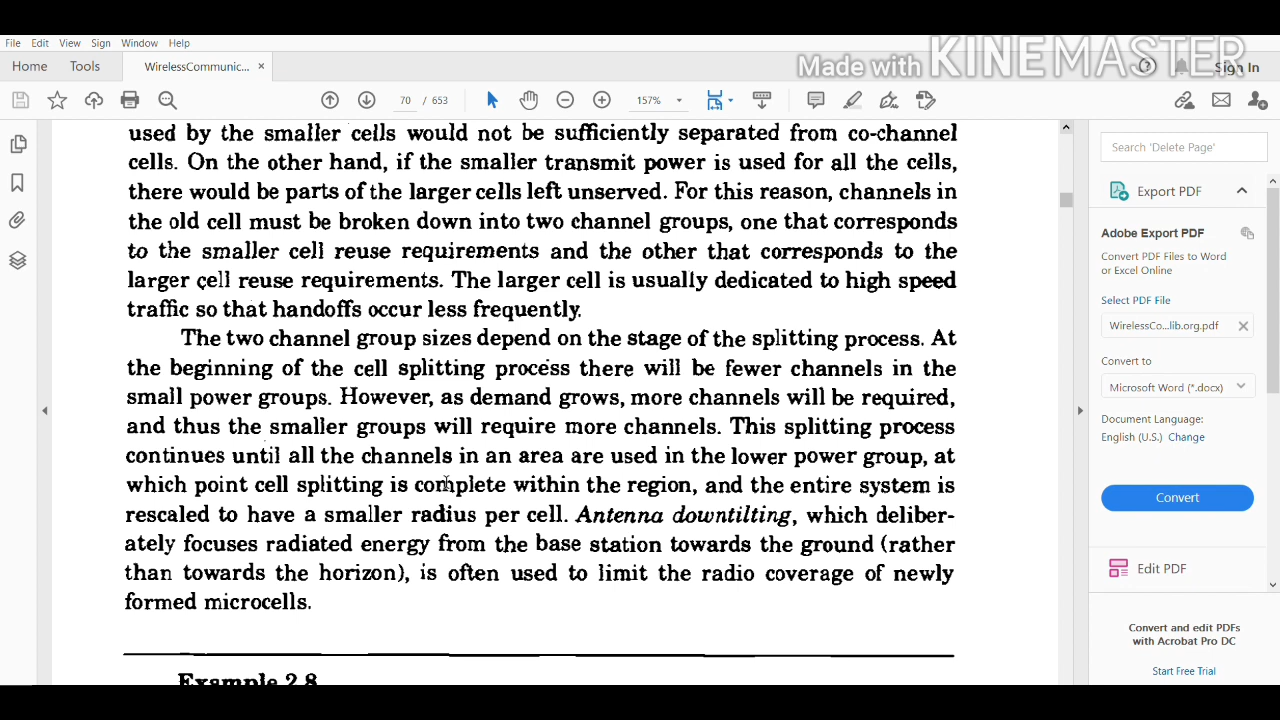 File Edit View Sign Window Help
Made with KINEMASTER
Home Tools WirelessCommunic... × Sign In
70 / 653 157%
used by the smaller cells would not be sufficiently separated from co-channel
cells. On the other hand, if the smaller transmit power is used for all the cells,
there would be parts of the larger cells left unserved. For this reason, channels in
the old cell must be broken down into two channel groups, one that corresponds
to the smaller cell reuse requirements and the other that corresponds to the
larger cell reuse requirements. The larger cell is usually dedicated to high speed
traffic so that handoffs occur less frequently.
The two channel group sizes depend on the stage of the splitting process. At
the beginning of the cell splitting process there will be fewer channels in the
small power groups. However, as demand grows, more channels will be required,
and thus the smaller groups will require more channels. This splitting process
continues until all the channels in an area are used in the lower power group, at
which point cell splitting is complete within the region, and the entire system is
rescaled to have a smaller radius per cell. Antenna downtilting, which deliber-
ately focuses radiated energy from the base station towards the ground (rather
than towards the horizon), is often used to limit the radio coverage of newly
formed microcells.
Example 2.8
Search 'Delete Page'
Export PDF
Adobe Export PDF
Convert PDF Files to Word
or Excel Online
Select PDF File
WirelessCo...lib.org.pdf ×
Convert to
Microsoft Word (*.docx)
Document Language:
English (U.S.) Change
Convert
Edit PDF
Convert and edit PDFs
with Acrobat Pro DC
Start Free Trial